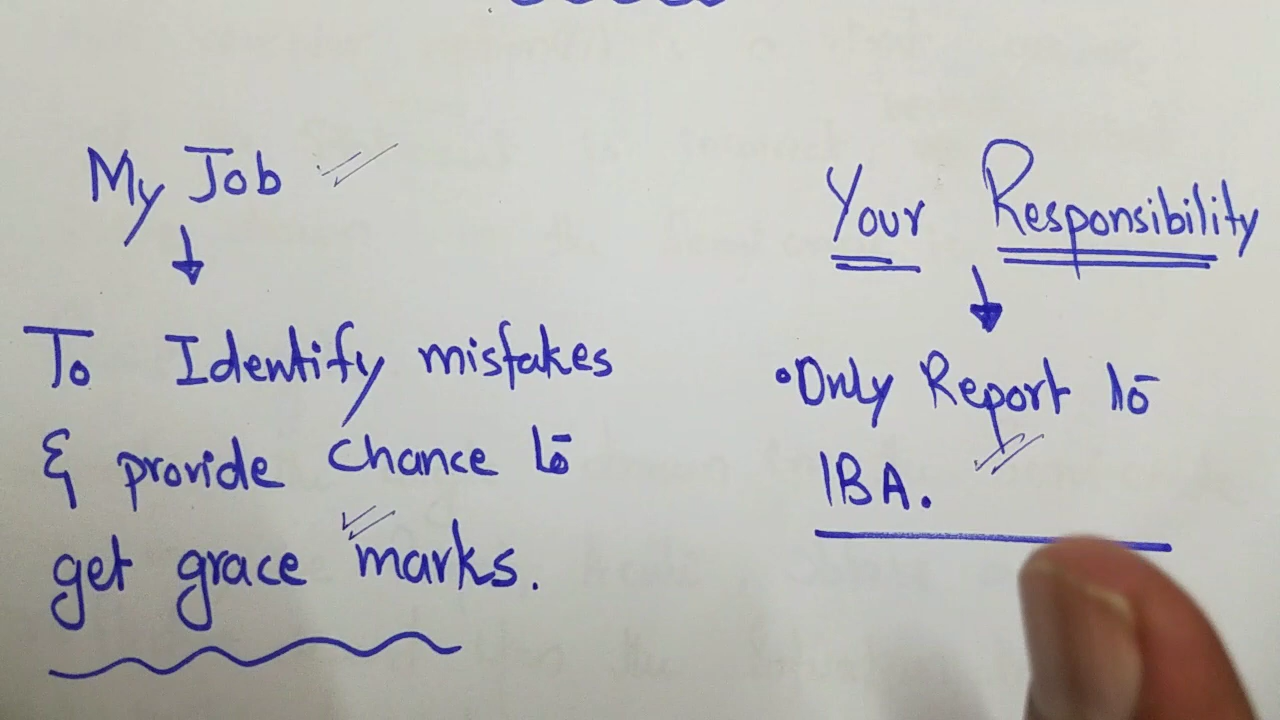 My Job
To Identify mistakes
& provide chance to
get grace marks.
Your Responsibility
•Only Report to
IBA.